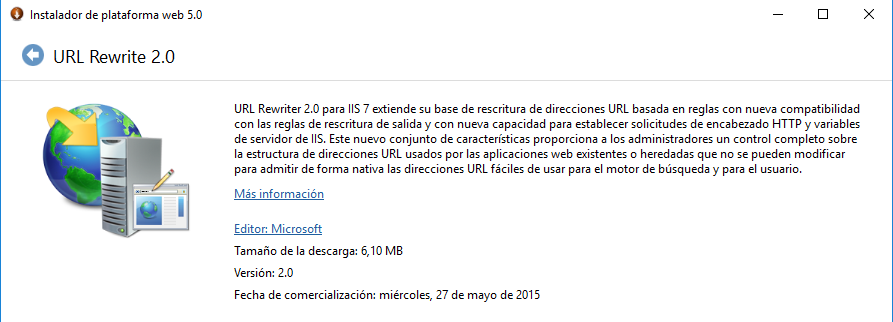 Instalador de plataforma web 5.0
URL Rewrite 2.0
URL Rewriter 2.0 para IIS 7 extiende su base de rescritura de direcciones URL basada en reglas con nueva compatibilidad
con las reglas de rescritura de salida y con nueva capacidad para establecer solicitudes de encabezado HTTP y variables
de servidor de IIS. Este nuevo conjunto de características proporciona a los administradores un control completo sobre
la estructura de direcciones URL usados por las aplicaciones web existentes o heredadas que no se pueden modificar
para admitir de forma nativa las direcciones URL fáciles de usar para el motor de búsqueda y para el usuario.
Más información
Editor: Microsoft
Tamaño de la descarga: 6,10 MB
Versión: 2.0
Fecha de comercialización: miércoles, 27 de mayo de 2015